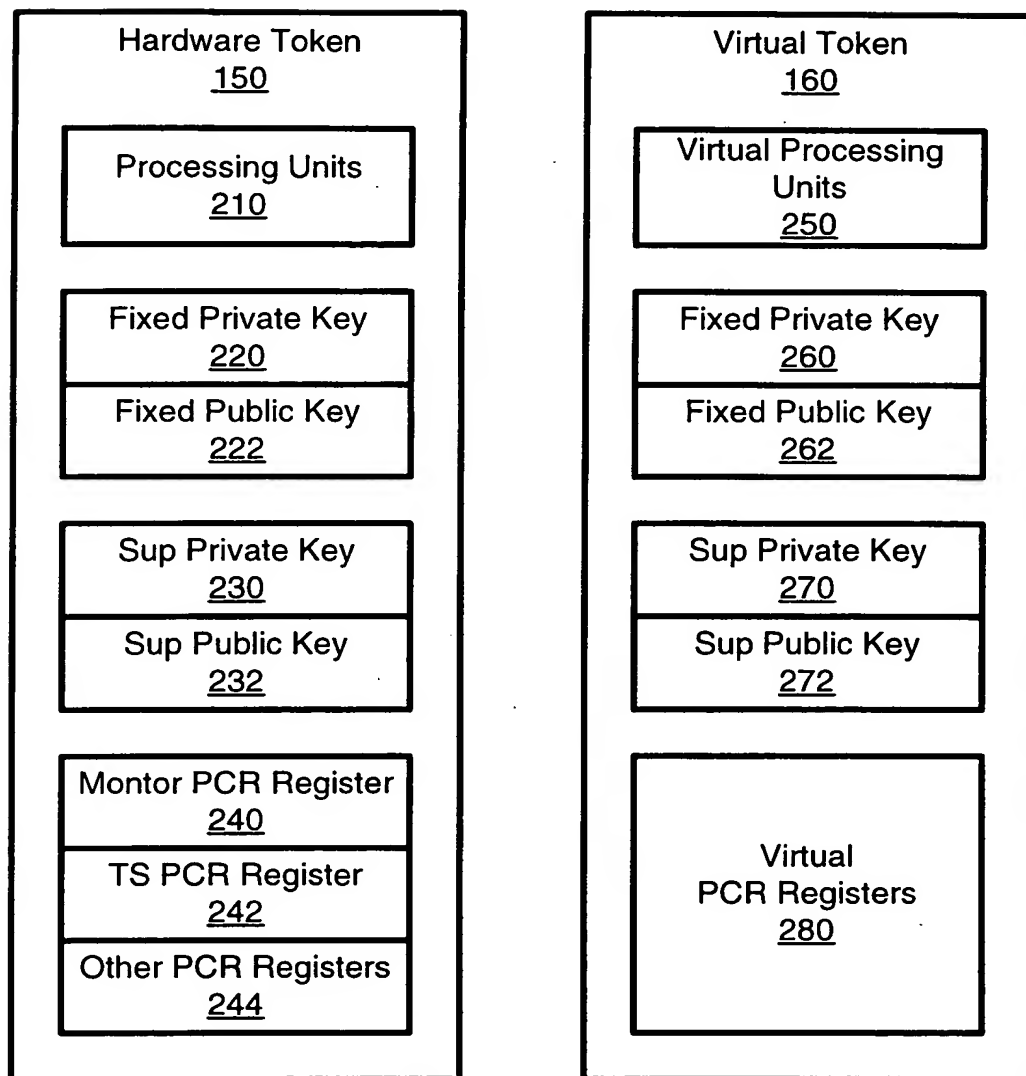 Hardware Token
150
Processing Units
210
Fixed Private Key
220
Fixed Public Key
222
Sup Private Key
230
Sup Public Key
232
Montor PCR Register
240
TS PCR Register
242
Other PCR Registers
244
Virtual Token
160
Virtual Processing
Units
250
Fixed Private Key
260
Fixed Public Key
262
Sup Private Key
270
Sup Public Key
272
Virtual
PCR Registers
280